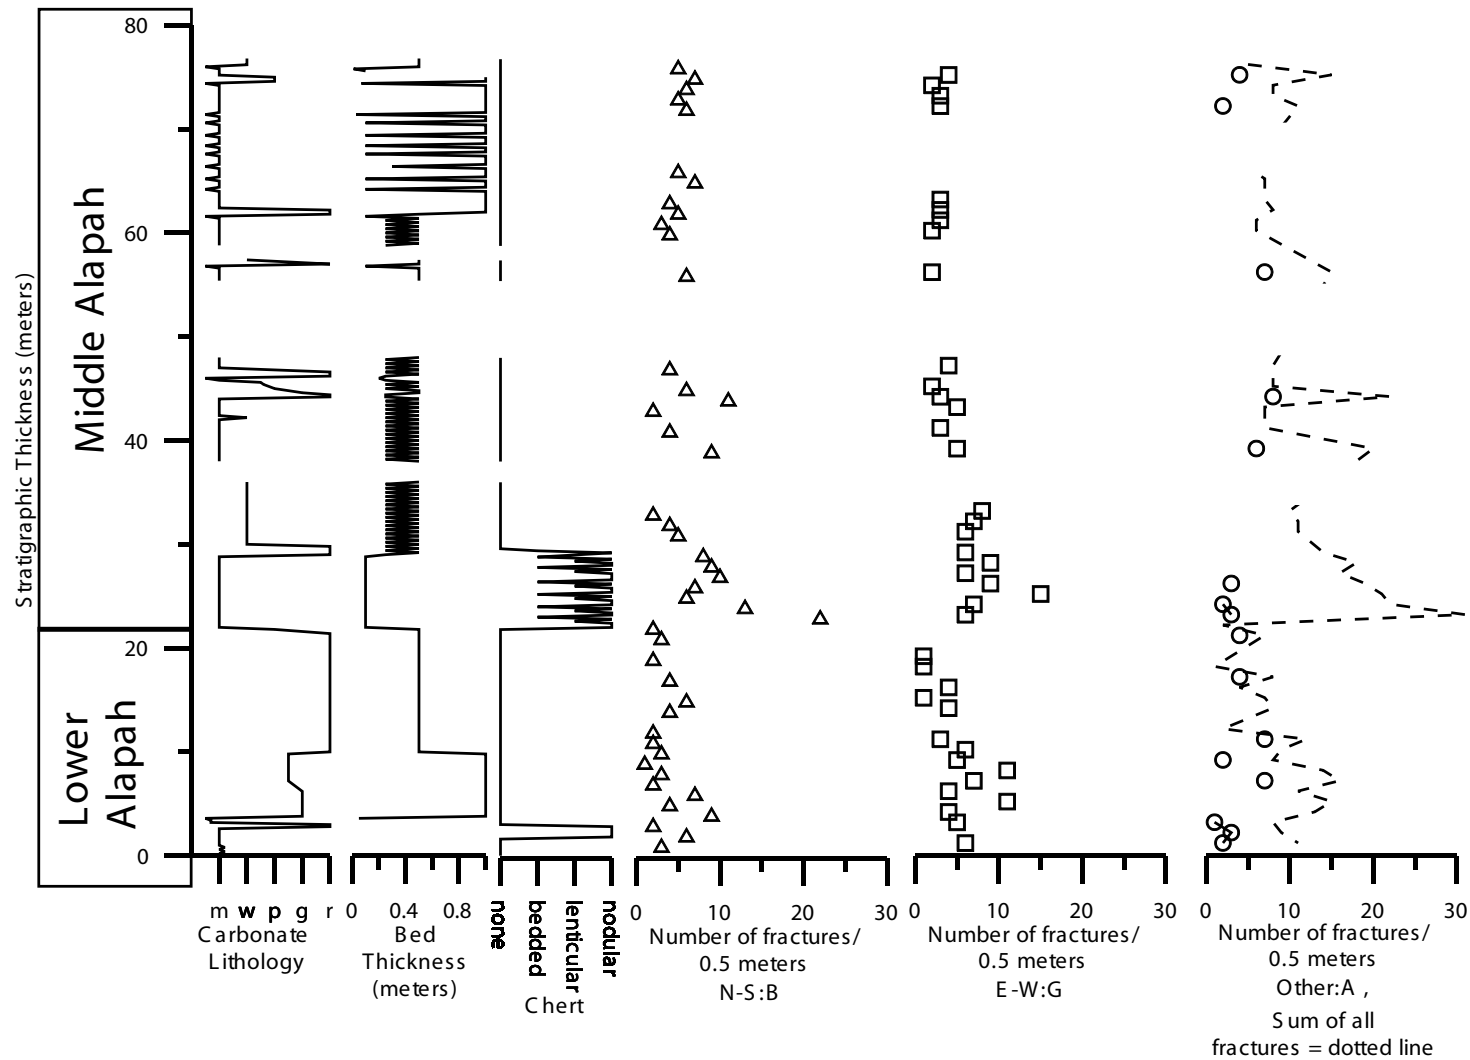 Stratigraphic Thickness (meters)
Middle Alapah
Lower
Alapah
80
60
40
20
0
m w p g r
Carbonate
Lithology
0 0.4 0.8
Bed
Thickness
(meters)
none
bedded
lenticular
nodular
Chert
0 10 20 30
Number of fractures/
0.5 meters
N-S:B
0 10 20 30
Number of fractures/
0.5 meters
E-W:G
0 10 20 30
Number of fractures/
0.5 meters
Other:A ,
Sum of all
fractures = dotted line